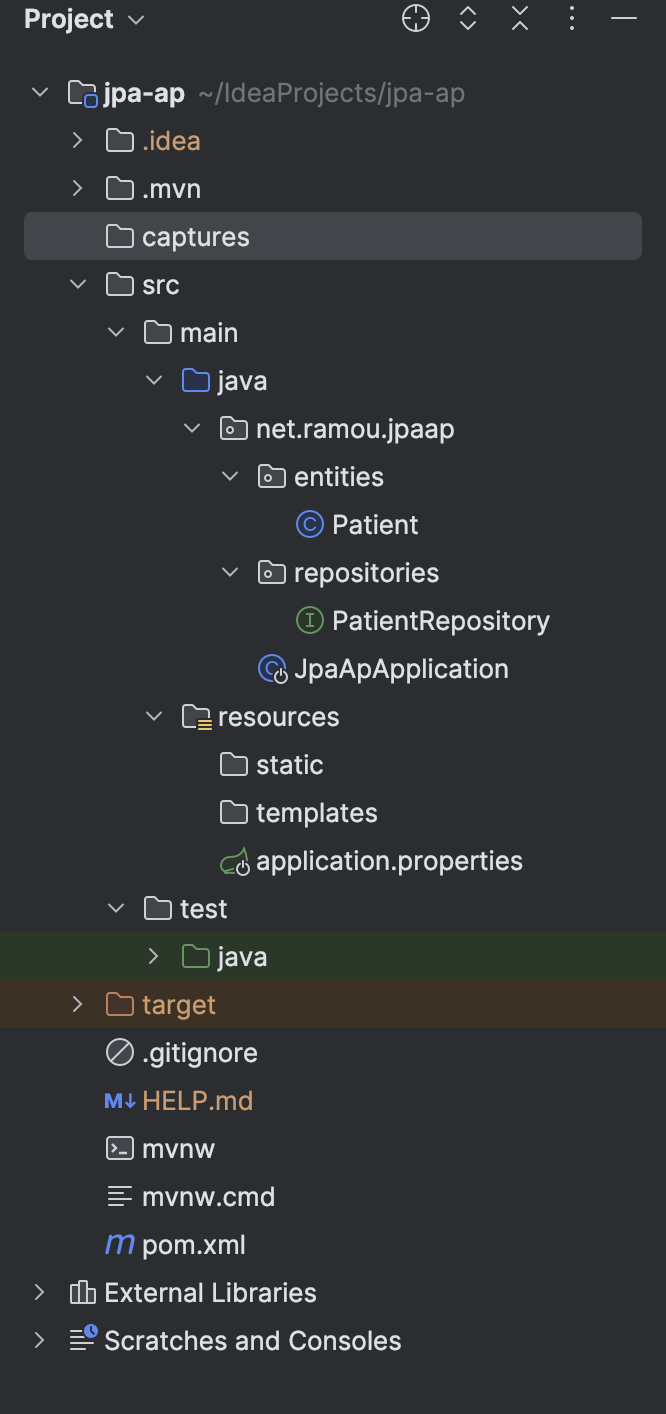 Project
jpa-ap ~/IdeaProjects/jpa-ap
.idea
.mvn
captures
src
main
java
net.ramou.jpaap
entities
C Patient
repositories
I PatientRepository
C JpaApApplication
resources
static
templates
application.properties
test
java
target
.gitignore
M↓ HELP.md
mvnw
mvnw.cmd
m pom.xml
External Libraries
Scratches and Consoles